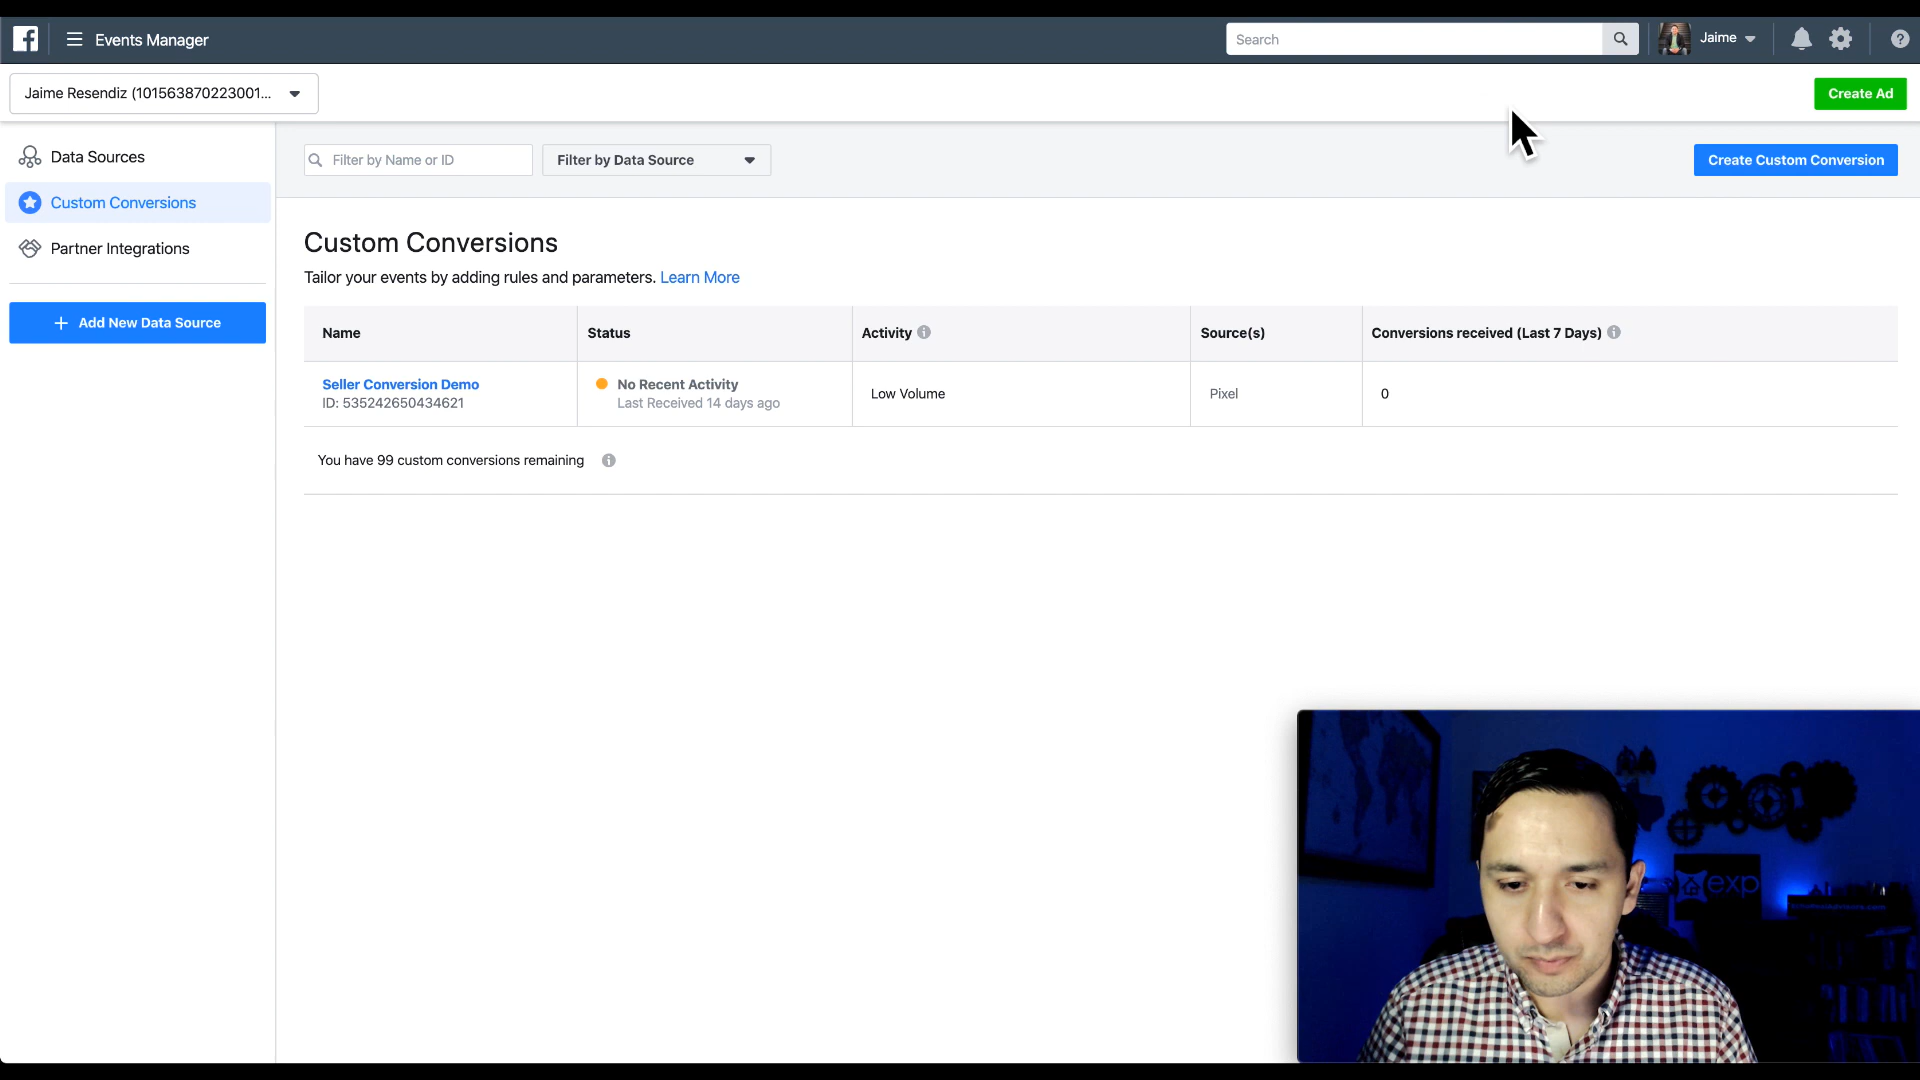 Events Manager
Search
Jaime
Jaime Resendiz (101563870223001...
Create Ad
Data Sources
Custom Conversions
Partner Integrations
+ Add New Data Source
Filter by Name or ID
Filter by Data Source
Create Custom Conversion
Custom Conversions
Tailor your events by adding rules and parameters. Learn More
Name
Status
Activity
Source(s)
Conversions received (Last 7 Days)
Seller Conversion Demo
ID: 535242650434621
No Recent Activity
Last Received 14 days ago
Low Volume
Pixel
0
You have 99 custom conversions remaining
exp